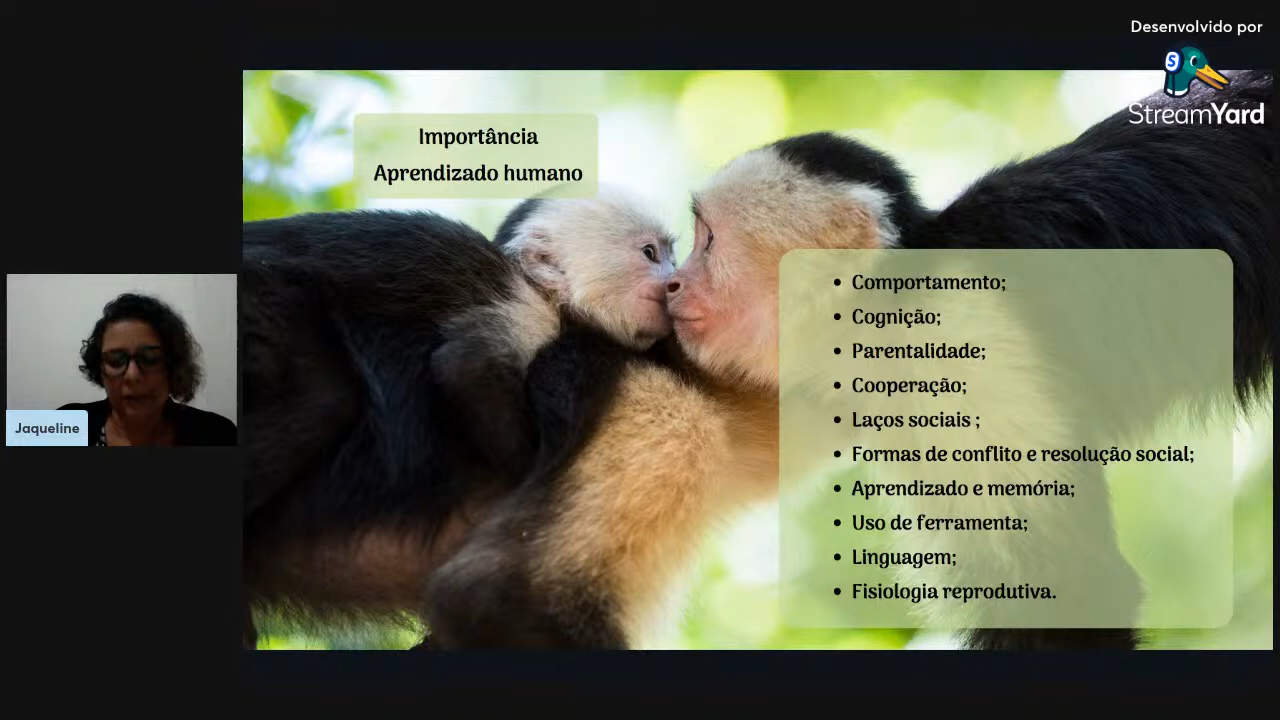 Desenvolvido por
S
StreamYard
Importância
Aprendizado humano
Comportamento;
Cognição;
Parentalidade;
Cooperação;
Laços sociais ;
Formas de conflito e resolução social;
Aprendizado e memória;
Uso de ferramenta;
Linguagem;
Fisiologia reprodutiva.
Jaqueline